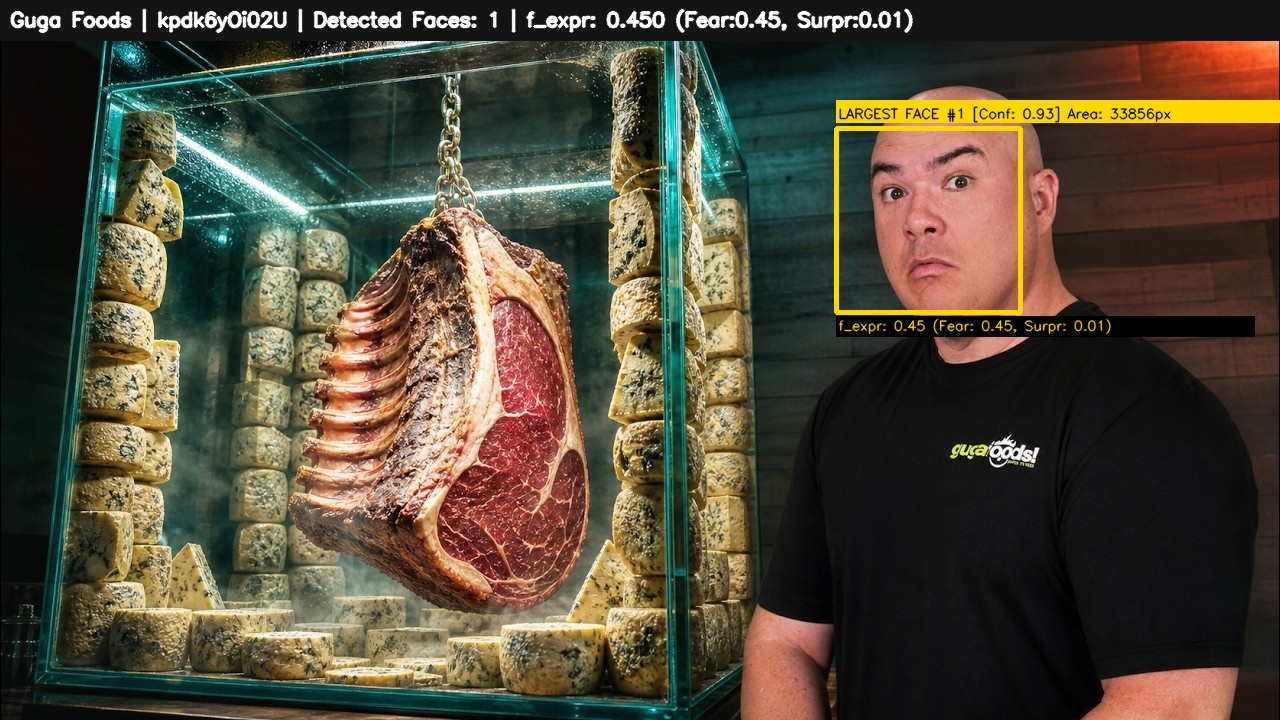 Guga Foods | kpdk6yOi02U | Detected Faces: 1 | f_expr: 0.450 (Fear:0.45, Surpr:0.01)
LARGEST FACE #1 [Conf: 0.93] Area: 33856px
f_expr: 0.45 (Fear: 0.45, Surpr: 0.01)
gugafoods!